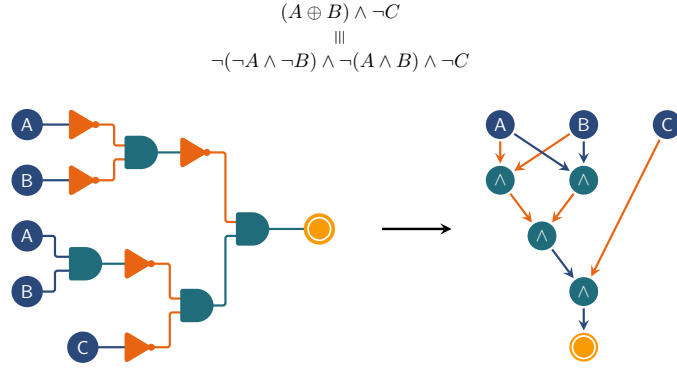 (A ⊕ B) ∧ ¬C
≡
¬(¬A ∧ ¬B) ∧ ¬(A ∧ B) ∧ ¬C
A
B
A
B
C
A B C
∧ ∧
∧
∧